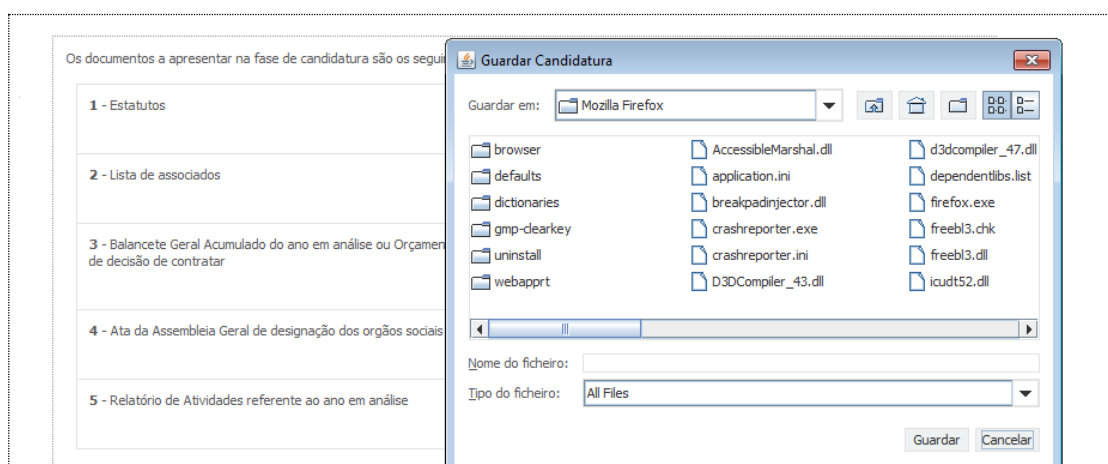 Os documentos a apresentar na fase de candidatura são os segui
1 - Estatutos
2 - Lista de associados
3 - Balancete Geral Acumulado do ano em análise ou Orçamen
de decisão de contratar
4 - Ata da Assembleia Geral de designação dos orgãos sociais
5 - Relatório de Atividades referente ao ano em análise
Guardar Candidatura
Guardar em: Mozilla Firefox
browser AccessibleMarshal.dll d3dcompiler_47.dll
defaults application.ini dependentlibs.list
dictionaries breakpadinjector.dll firefox.exe
gmp-clearkey crashreporter.exe freebl3.chk
uninstall crashreporter.ini freebl3.dll
webapprt D3DCompiler_43.dll icudt52.dll
Nome do ficheiro:
Tipo do ficheiro: All Files
Guardar Cancelar